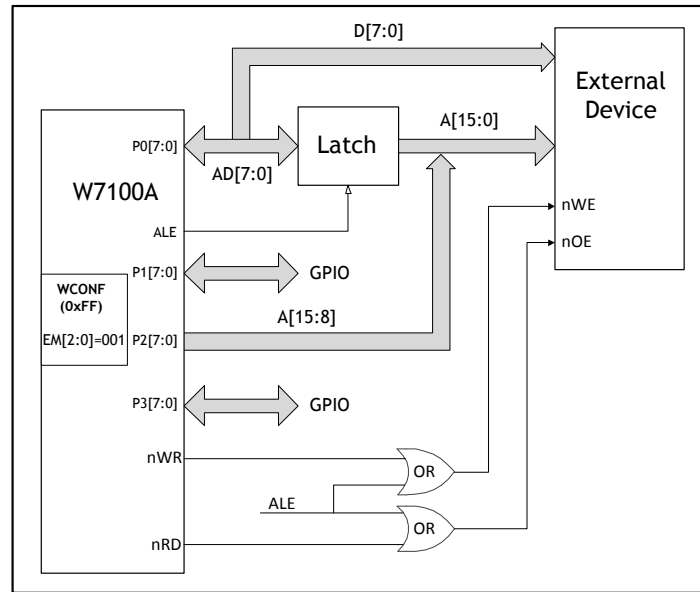 D[7:0]
External
Device
A[15:0]
Latch
P0[7:0]
AD[7:0]
W7100A
nWE
ALE
nOE
P1[7:0]
GPIO
WCONF
(0xFF)
A[15:8]
EM[2:0]=001
P2[7:0]
P3[7:0]
GPIO
nWR
OR
ALE
OR
nRD